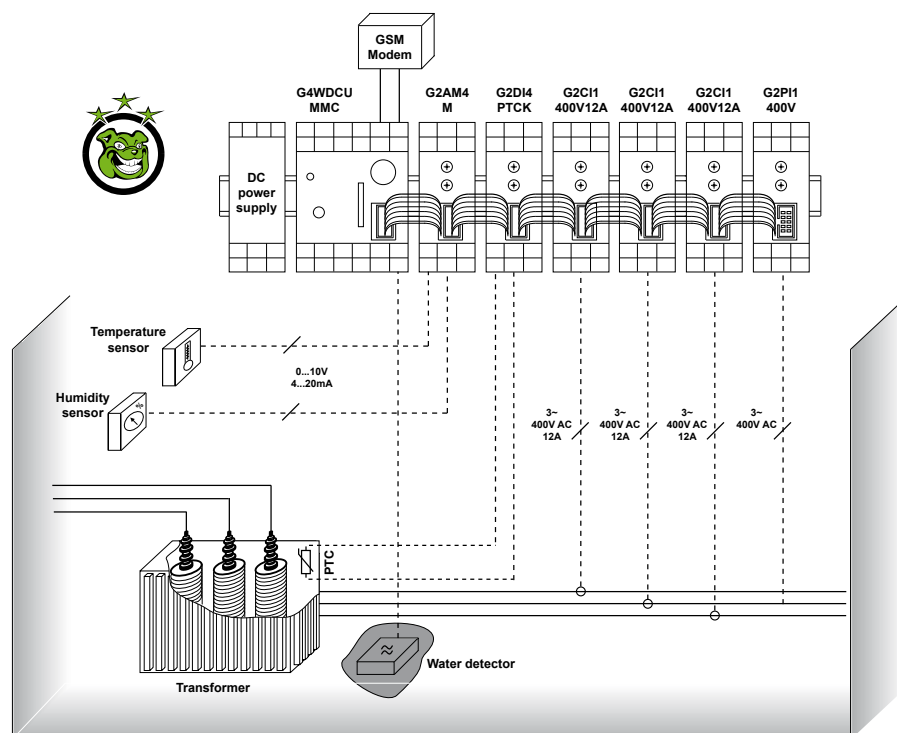 GSM
Modem
G4WDCU
MMC
G2AM4
M
G2DI4
PTCK
G2CI1
400V12A
G2CI1
400V12A
G2CI1
400V12A
G2PI1
400V
DC
power
supply
Temperature
sensor
0...10V
4...20mA
Humidity
sensor
3~
400V AC
12A
3~
400V AC
12A
3~
400V AC
12A
3~
400V AC
PTC
Water detector
Transformer